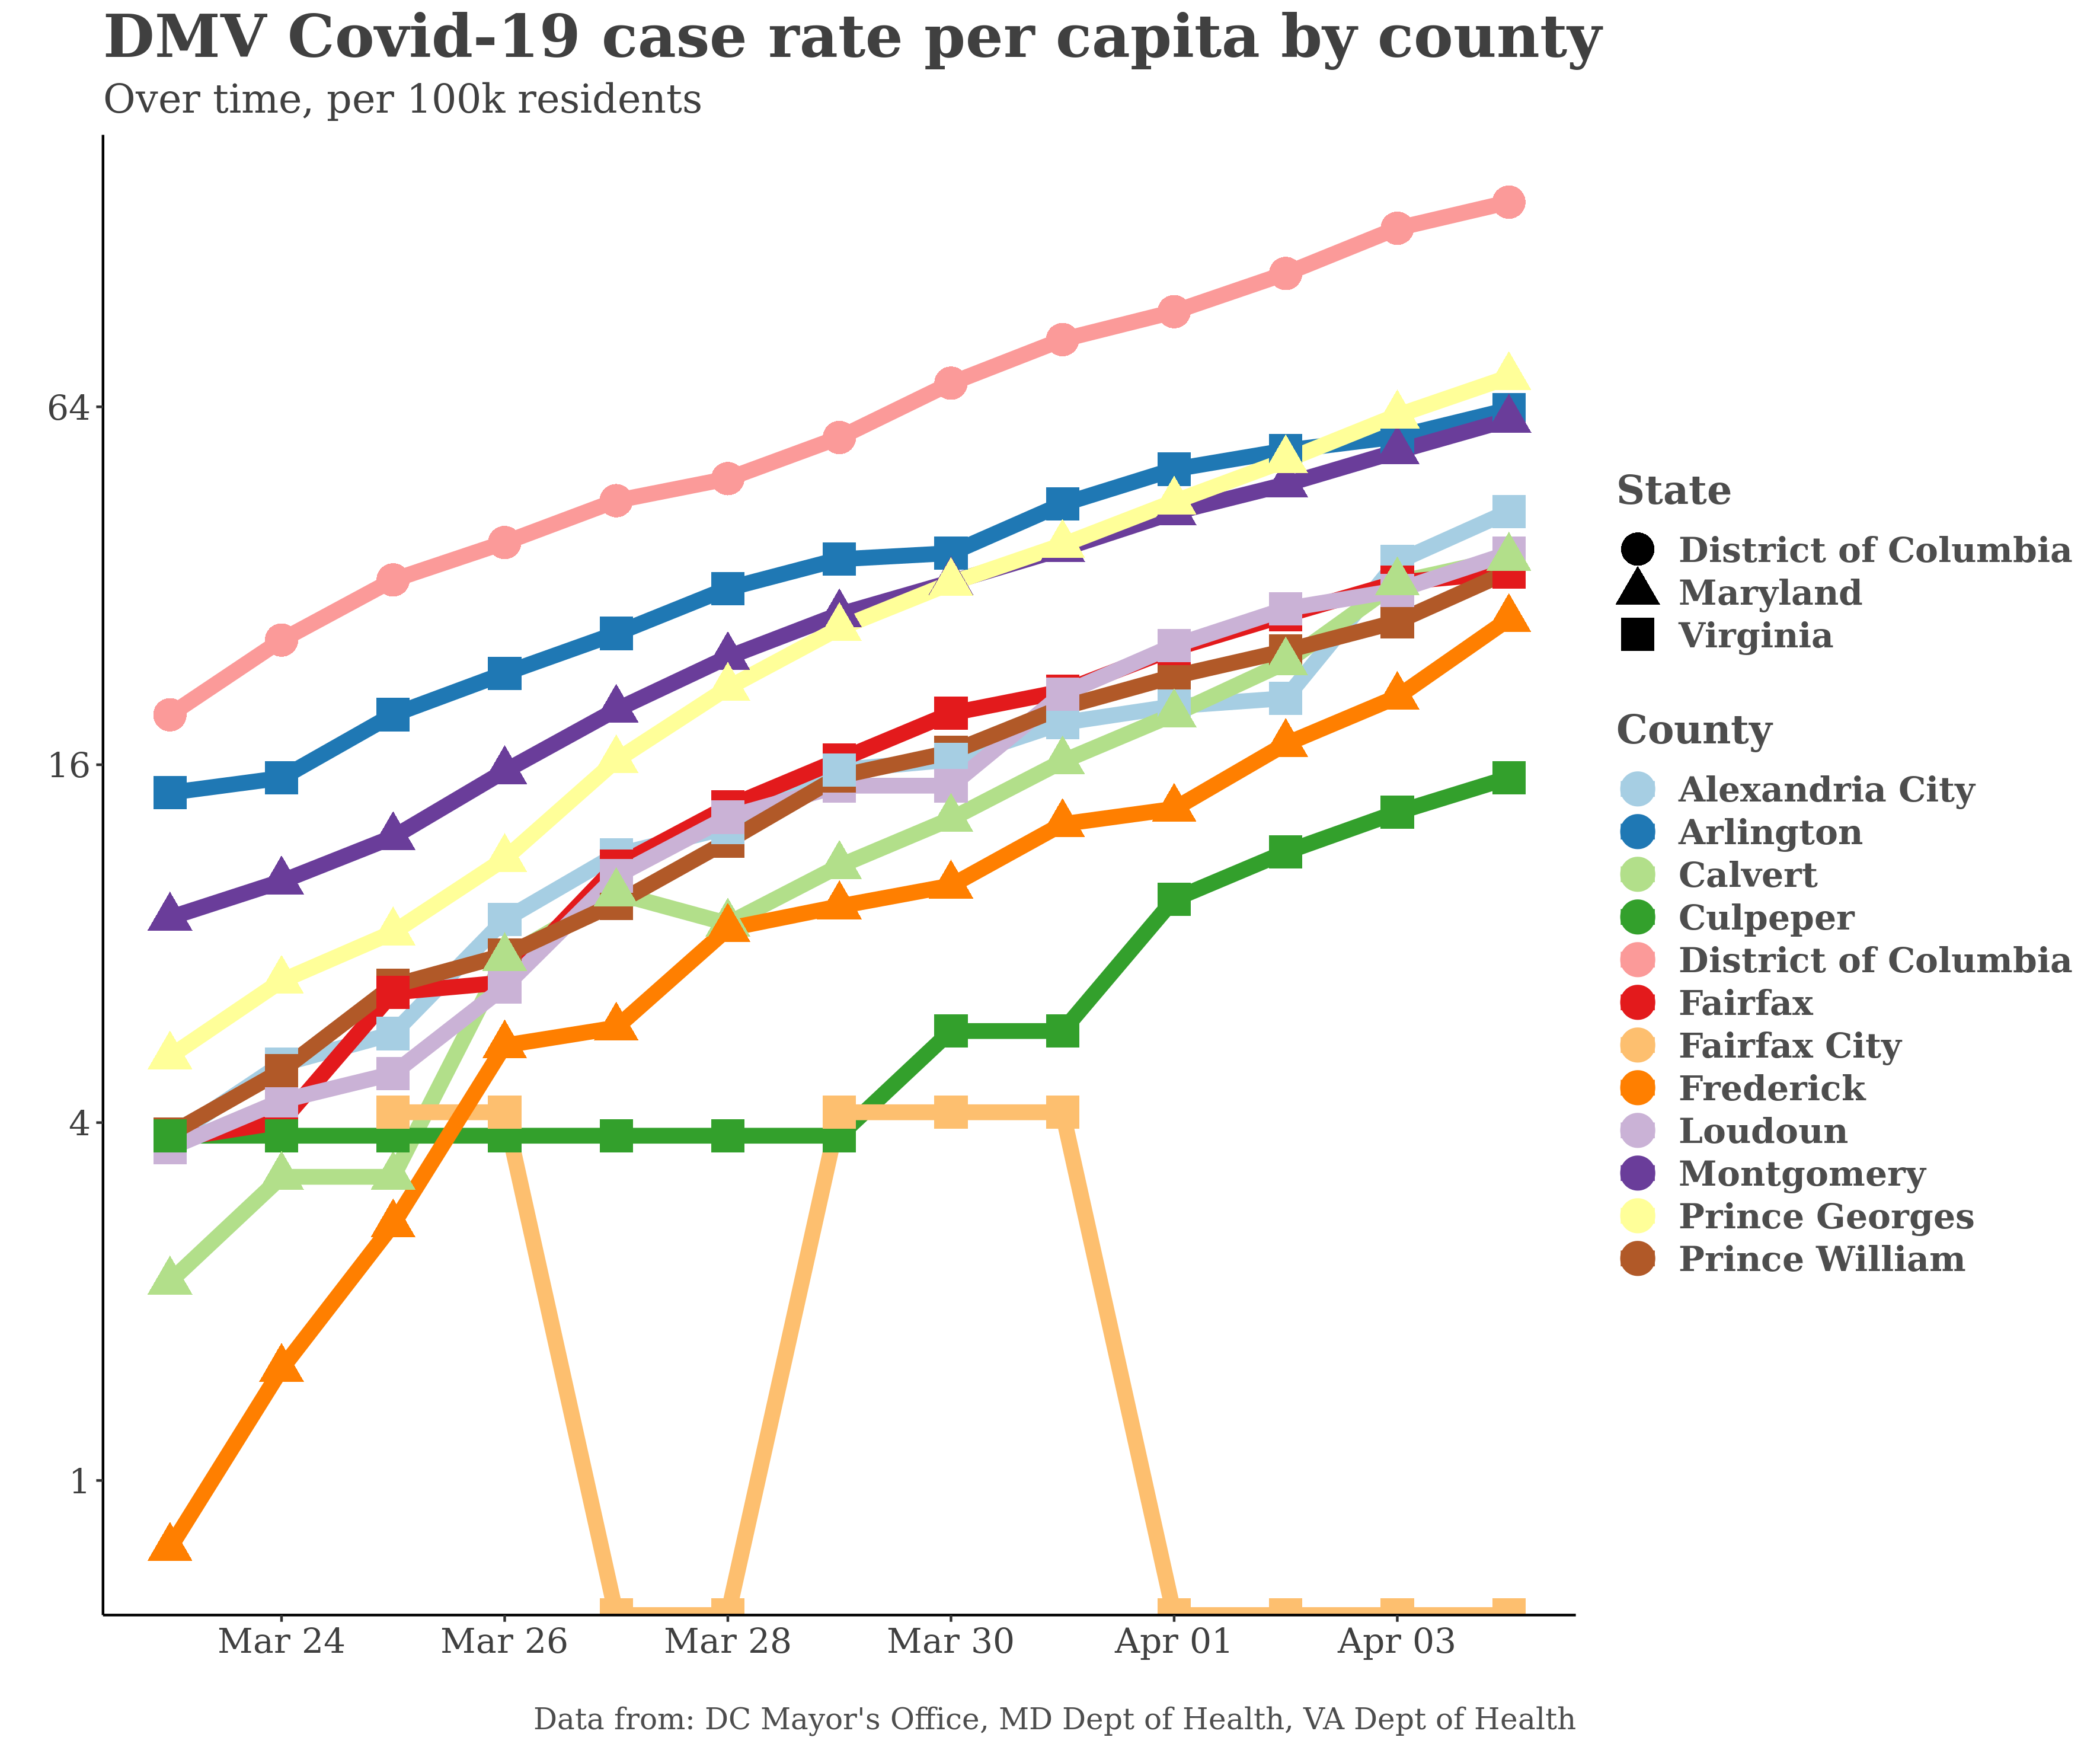 DMV Covid-19 case rate per capita by county
Over time, per 100k residents
64
16
4
1
Mar 24 Mar 26 Mar 28 Mar 30 Apr 01 Apr 03
State
District of Columbia
Maryland
Virginia
County
Alexandria City
Arlington
Calvert
Culpeper
District of Columbia
Fairfax
Fairfax City
Frederick
Loudoun
Montgomery
Prince Georges
Prince William
Data from: DC Mayor's Office, MD Dept of Health, VA Dept of Health